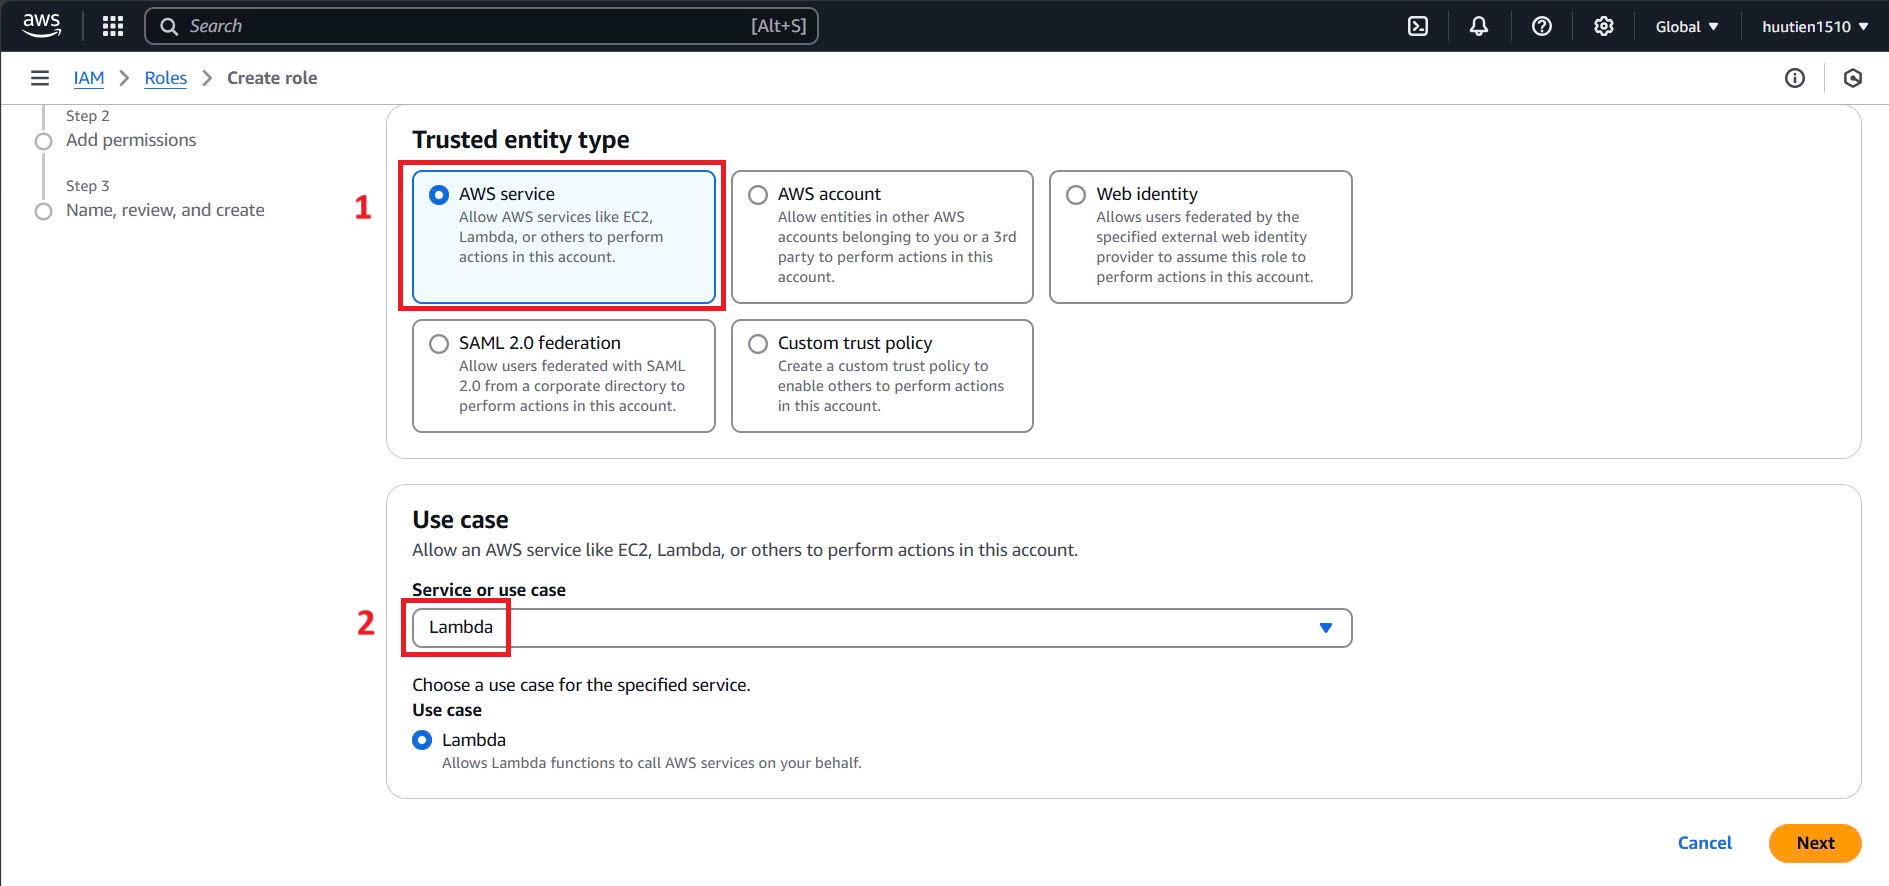 aws
Search
[Alt+S]
Global
huutien1510
IAM
Roles
Create role
Step 2
Add permissions
Step 3
Name, review, and create
Trusted entity type
1
AWS service
Allow AWS services like EC2,
Lambda, or others to perform
actions in this account.
AWS account
Allow entities in other AWS
accounts belonging to you or a 3rd
party to perform actions in this
account.
Web identity
Allows users federated by the
specified external web identity
provider to assume this role to
perform actions in this account.
SAML 2.0 federation
Allow users federated with SAML
2.0 from a corporate directory to
perform actions in this account.
Custom trust policy
Create a custom trust policy to
enable others to perform actions
in this account.
Use case
Allow an AWS service like EC2, Lambda, or others to perform actions in this account.
Service or use case
2
Lambda
Choose a use case for the specified service.
Use case
Lambda
Allows Lambda functions to call AWS services on your behalf.
Cancel
Next